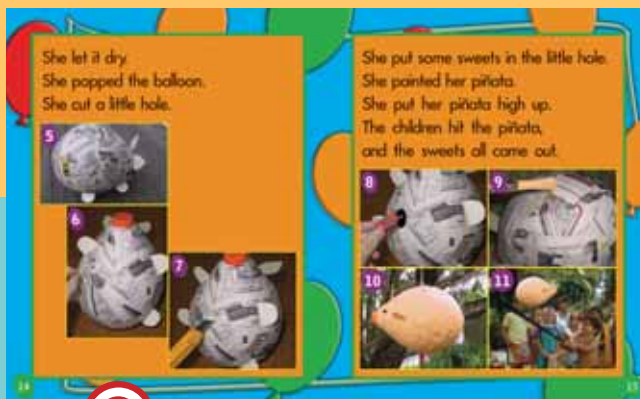 She let it dry.
She popped the balloon.
She cut a little hole.
5
6
7
14
She put some sweets in the little hole.
She painted her piñata.
She put her piñata high up.
The children hit the piñata,
and the sweets all came out.
8
9
10
11
15